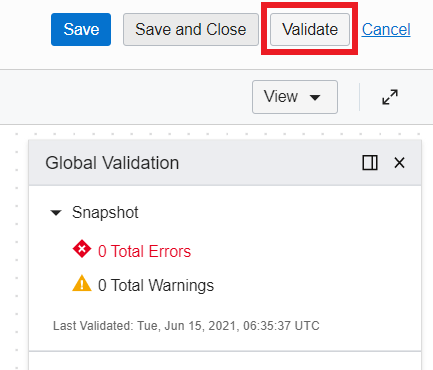 Save Save and Close Validate Cancel
View
Global Validation
Snapshot
0 Total Errors
0 Total Warnings
Last Validated: Tue, Jun 15, 2021, 06:35:37 UTC